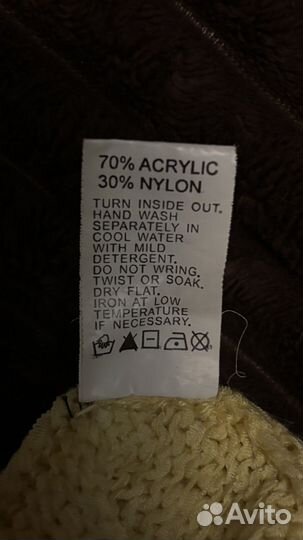 70% ACRYLIC
30% NYLON
TURN INSIDE OUT.
HAND WASH
SEPARATELY IN
COOL WATER
WITH MILD
DETERGENT.
DO NOT WRING.
TWIST OR SOAK.
DRY FLAT.
IRON AT LOW
TEMPERATURE
IF NECESSARY.
Avito